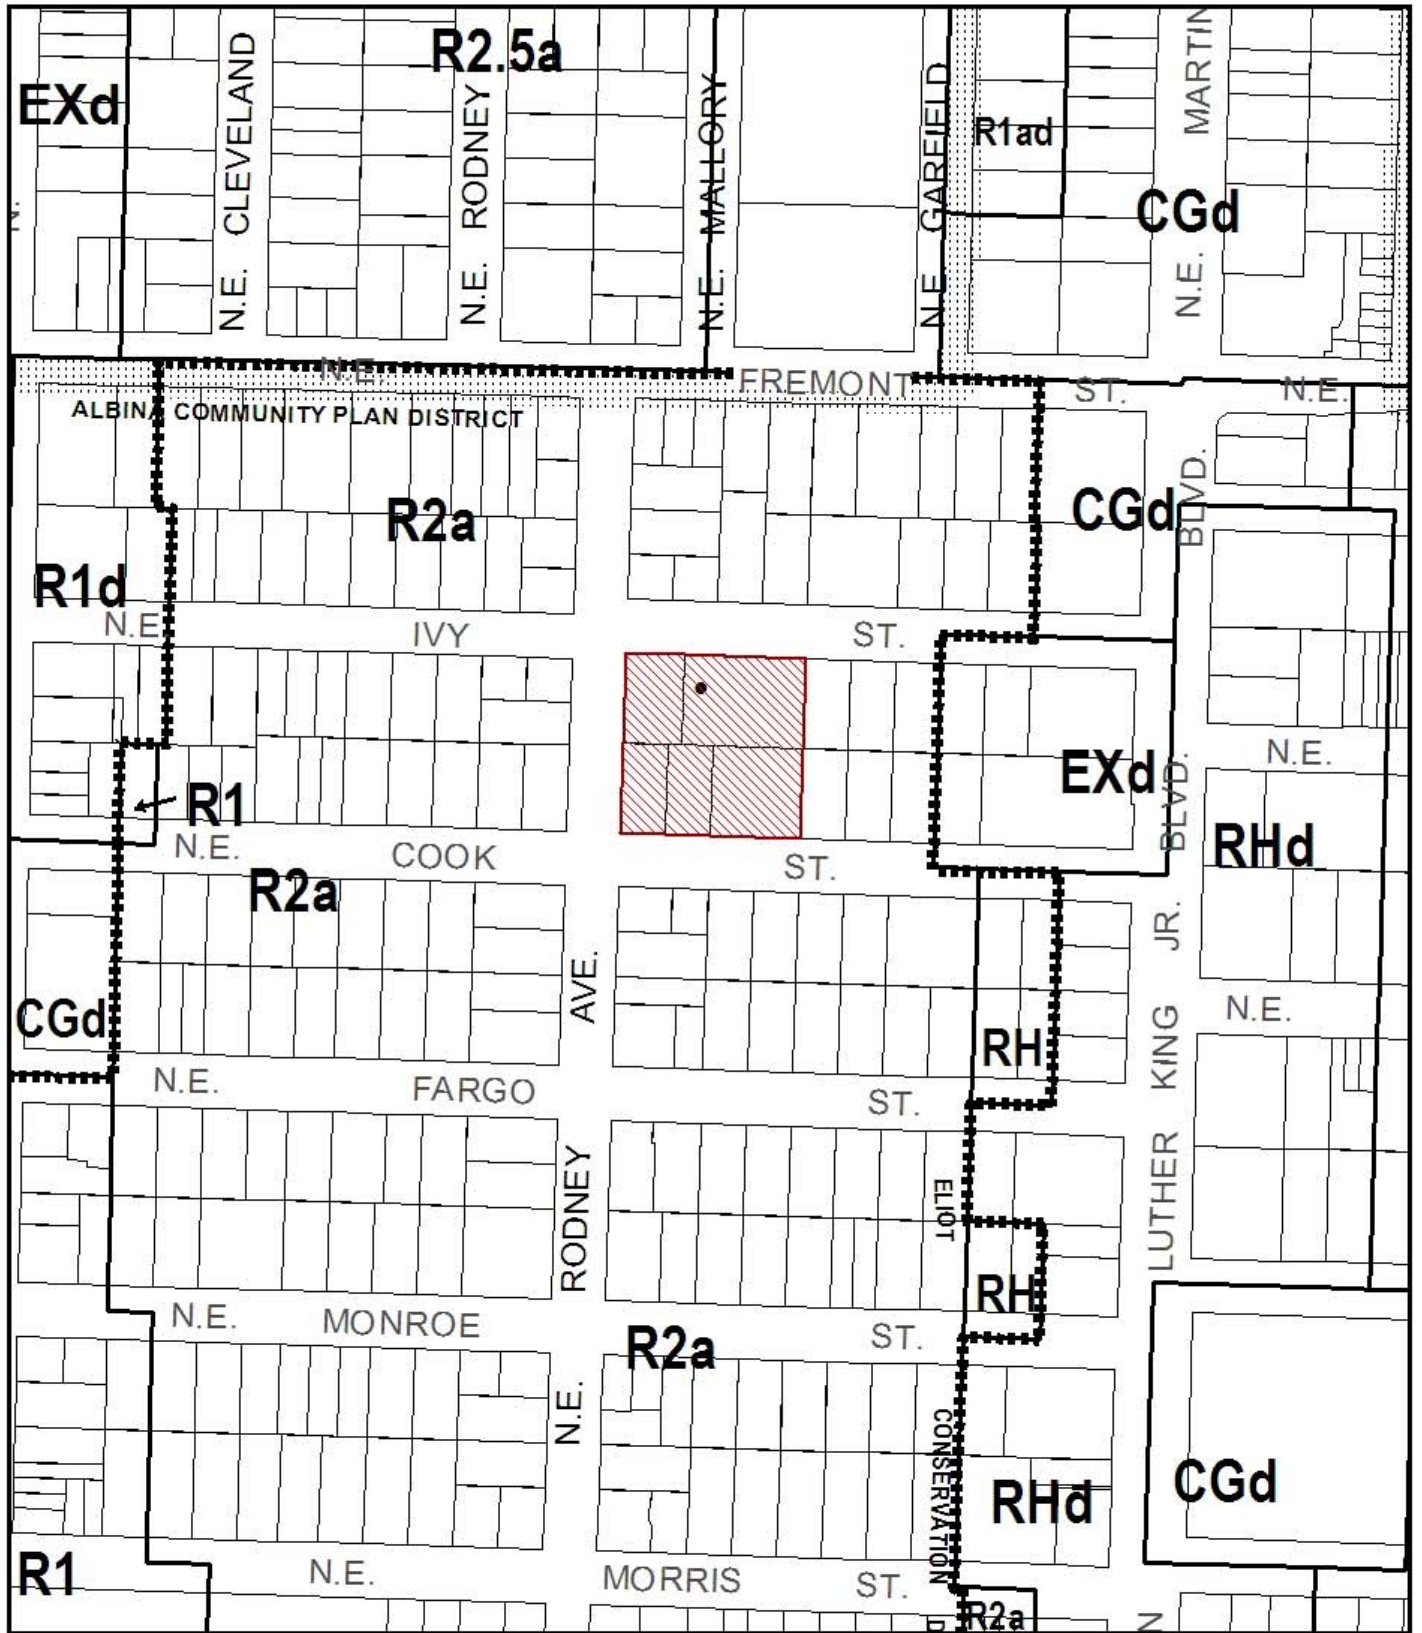 R2.5a
EXd
N.E. CLEVELAND
N.E. RODNEY
N.E. MALLORY
N.E. GARFIELD
R1ad
MARTIN
CGd
N.E.
N.E.
FREMONT
ST.
N.E.
ALBINA COMMUNITY PLAN DISTRICT
R2a
CGd
BLVD.
R1d
N.E.
IVY
ST.
EXd
BLVD.
N.E.
R1
N.E.
COOK
ST.
RHd
R2a
JR.
CGd
AVE.
RH
KING
N.E.
N.E.
FARGO
ST.
RODNEY
ELIOT
LUTHER
RH
N.E.
MONROE
ST.
R2a
N.E.
CONSERVATION
RHd
CGd
R1
N.E.
MORRIS
ST.
R2a
D
N